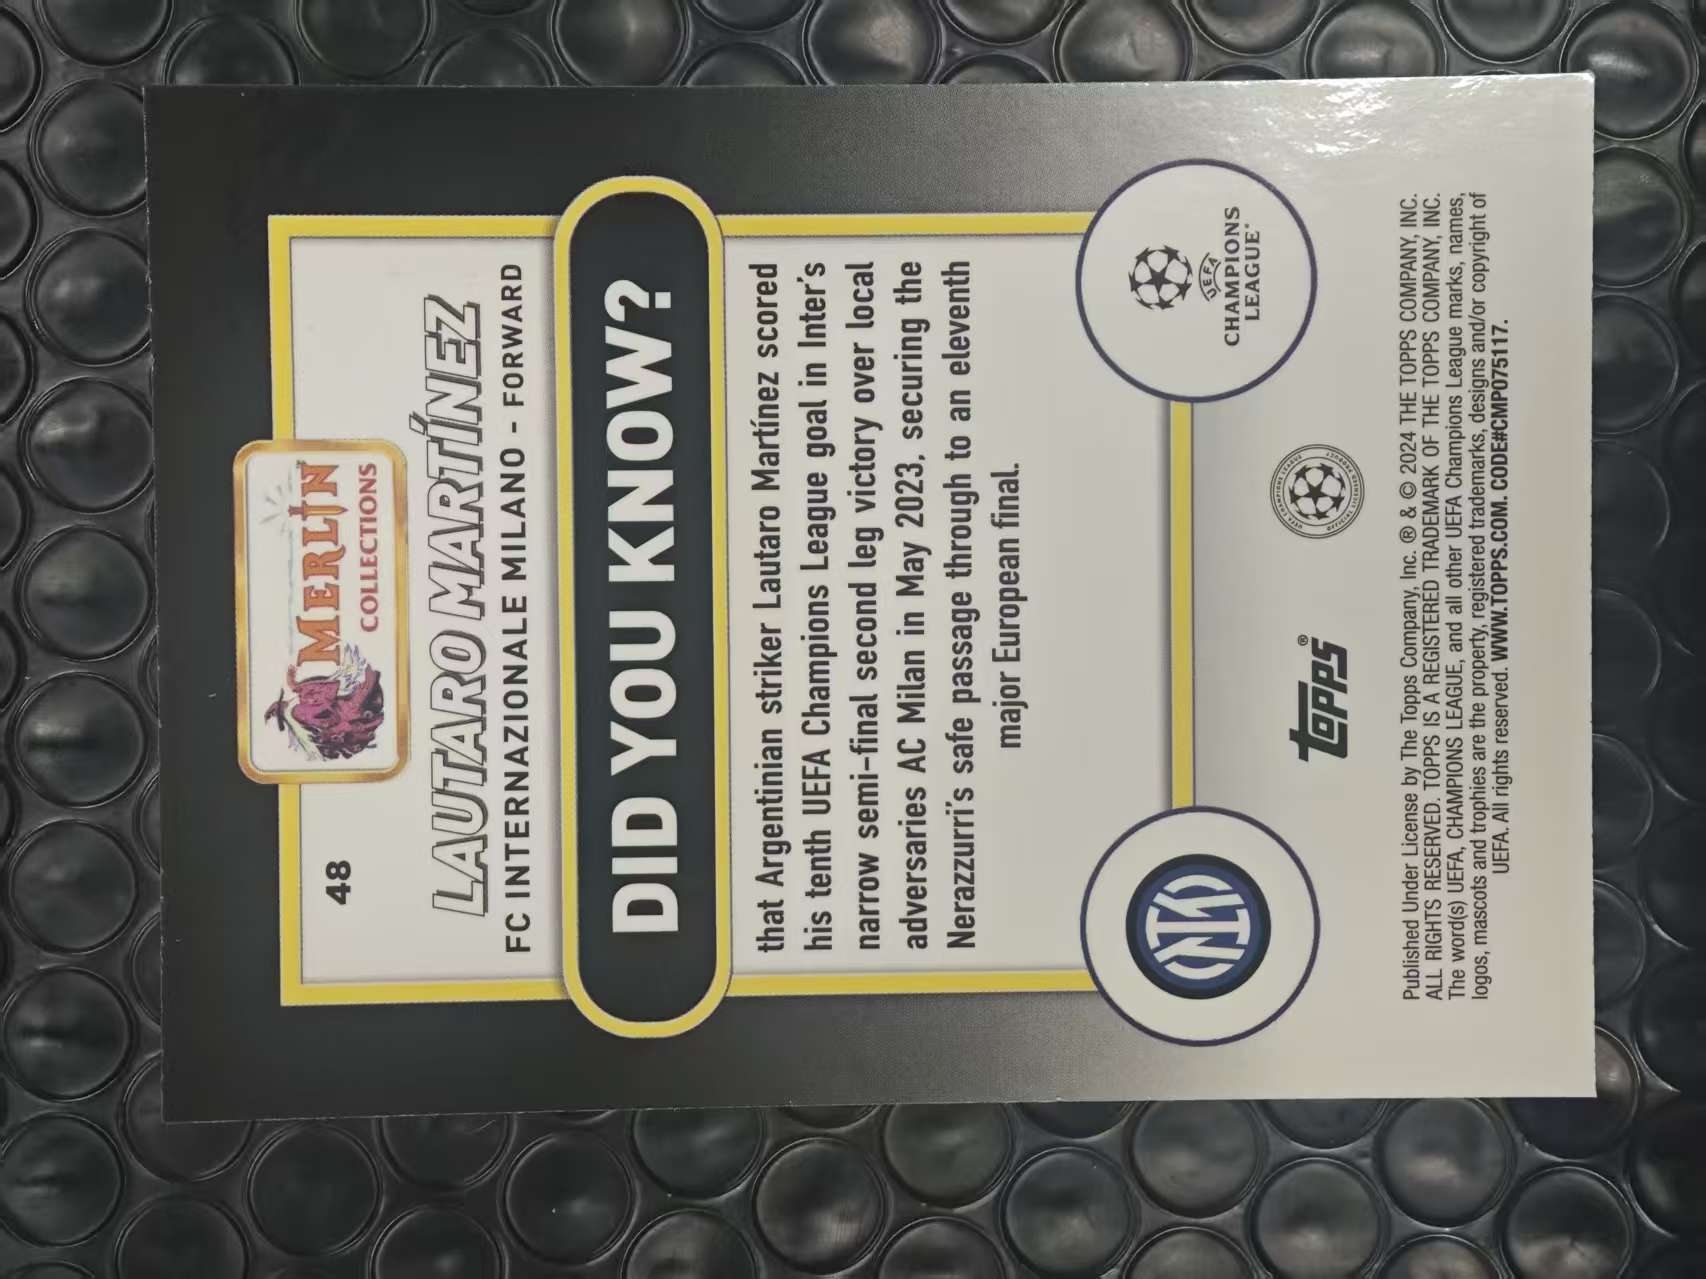 48
MERLIN
COLLECTIONS
LAUTARO MARTÍNEZ
FC INTERNAZIONALE MILANO - FORWARD
DID YOU KNOW?
that Argentinian striker Lautaro Martínez scored
his tenth UEFA Champions League goal in Inter's
narrow semi-final second leg victory over local
adversaries AC Milan in May 2023, securing the
Nerazzurri's safe passage through to an eleventh
major European final.
UEFA
CHAMPIONS
LEAGUE®
topps®
Published Under License by The Topps Company, Inc. ® & © 2024 THE TOPPS COMPANY, INC.
ALL RIGHTS RESERVED. TOPPS IS A REGISTERED TRADEMARK OF THE TOPPS COMPANY, INC.
The word(s) UEFA, CHAMPIONS LEAGUE, and all other UEFA Champions League marks, names,
logos, mascots and trophies are the property, registered trademarks, designs and/or copyright of
UEFA. All rights reserved. WWW.TOPPS.COM. CODE#CMP075117.